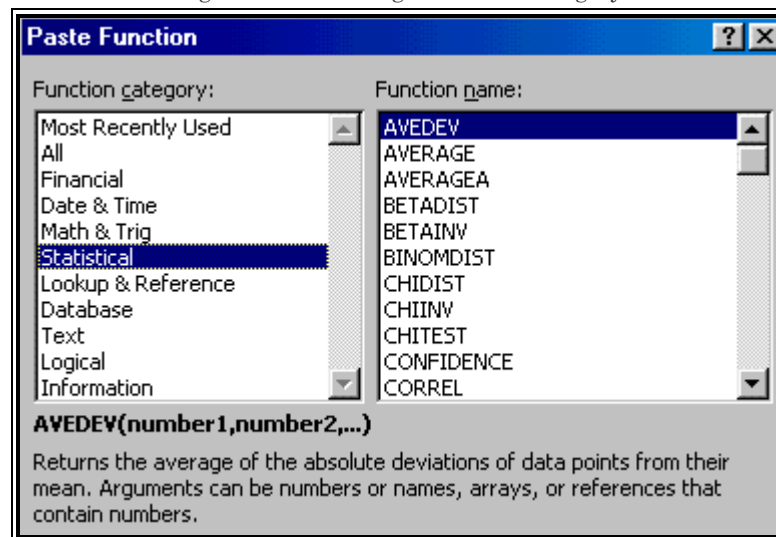 Paste Function
Function category:
Function name:
Most Recently Used
All
Financial
Date & Time
Math & Trig
Statistical
Lookup & Reference
Database
Text
Logical
Information
AVEDEV
AVERAGE
AVERAGEA
BETADIST
BETAINV
BINOMDIST
CHIDIST
CHIINV
CHITEST
CONFIDENCE
CORREL
AVEDEV(number1,number2,...)
Returns the average of the absolute deviations of data points from their
mean. Arguments can be numbers or names, arrays, or references that
contain numbers.